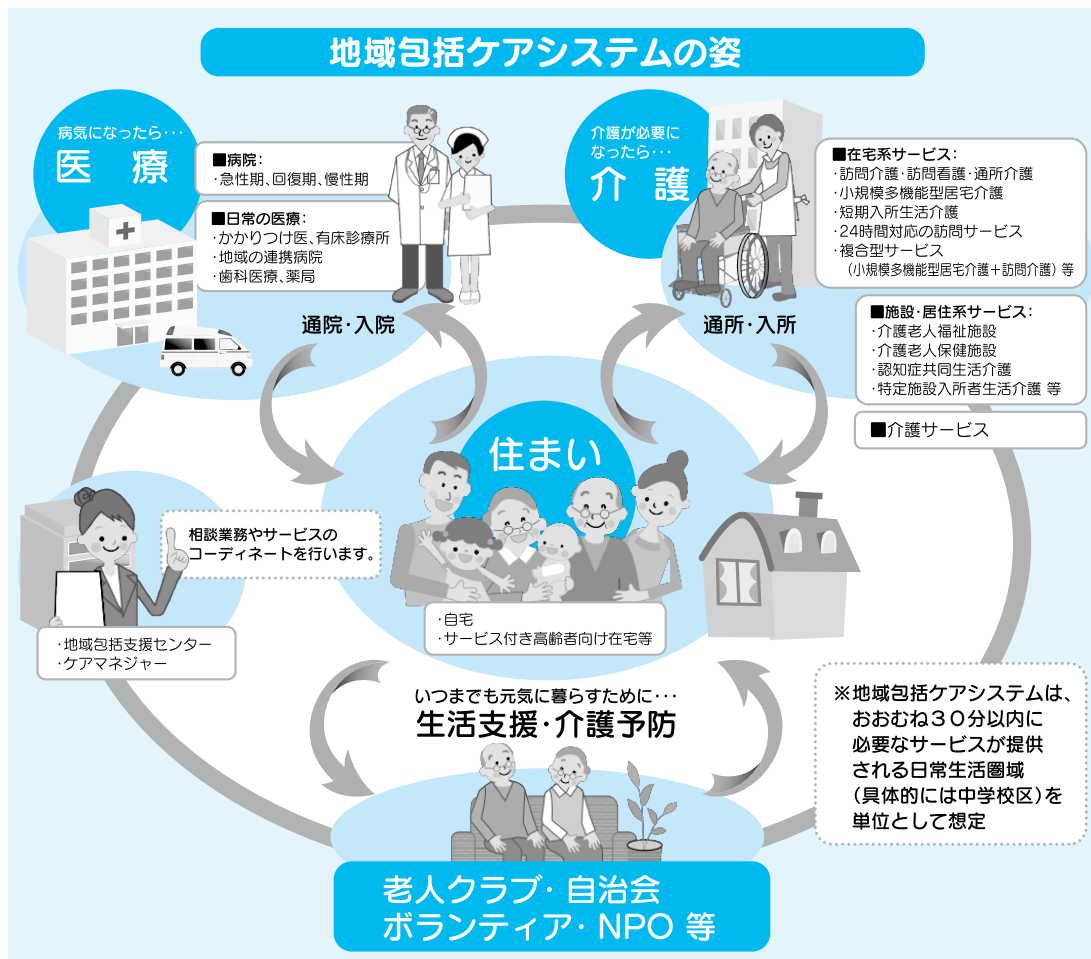 地域包括ケアシステムの姿
病気になったら･･･
医 療
■病院：
･急性期、回復期、慢性期
■日常の医療：
･かかりつけ医、有床診療所
･地域の連携病院
･歯科医療、薬局
通院･入院
介護が必要に
なったら･･･
介 護
■在宅系サービス：
･訪問介護･訪問看護･通所介護
･小規模多機能型居宅介護
･短期入所生活介護
･24時間対応の訪問サービス
･複合型サービス
（小規模多機能型居宅介護＋訪問介護）等
■施設･居住系サービス：
･介護老人福祉施設
･介護老人保健施設
･認知症共同生活介護
･特定施設入所者生活介護 等
■介護サービス
通所･入所
住まい
･自宅
･サービス付き高齢者向け在宅等
相談業務やサービスの
コーディネートを行います。
･地域包括支援センター
･ケアマネジャー
いつまでも元気に暮らすために･･･
生活支援･介護予防
老人クラブ･ 自治会
ボランティア･ NPO 等
※地域包括ケアシステムは、
おおむね３０分以内に
必要なサービスが提供
される日常生活圏域
（具体的には中学校区）を
単位として想定